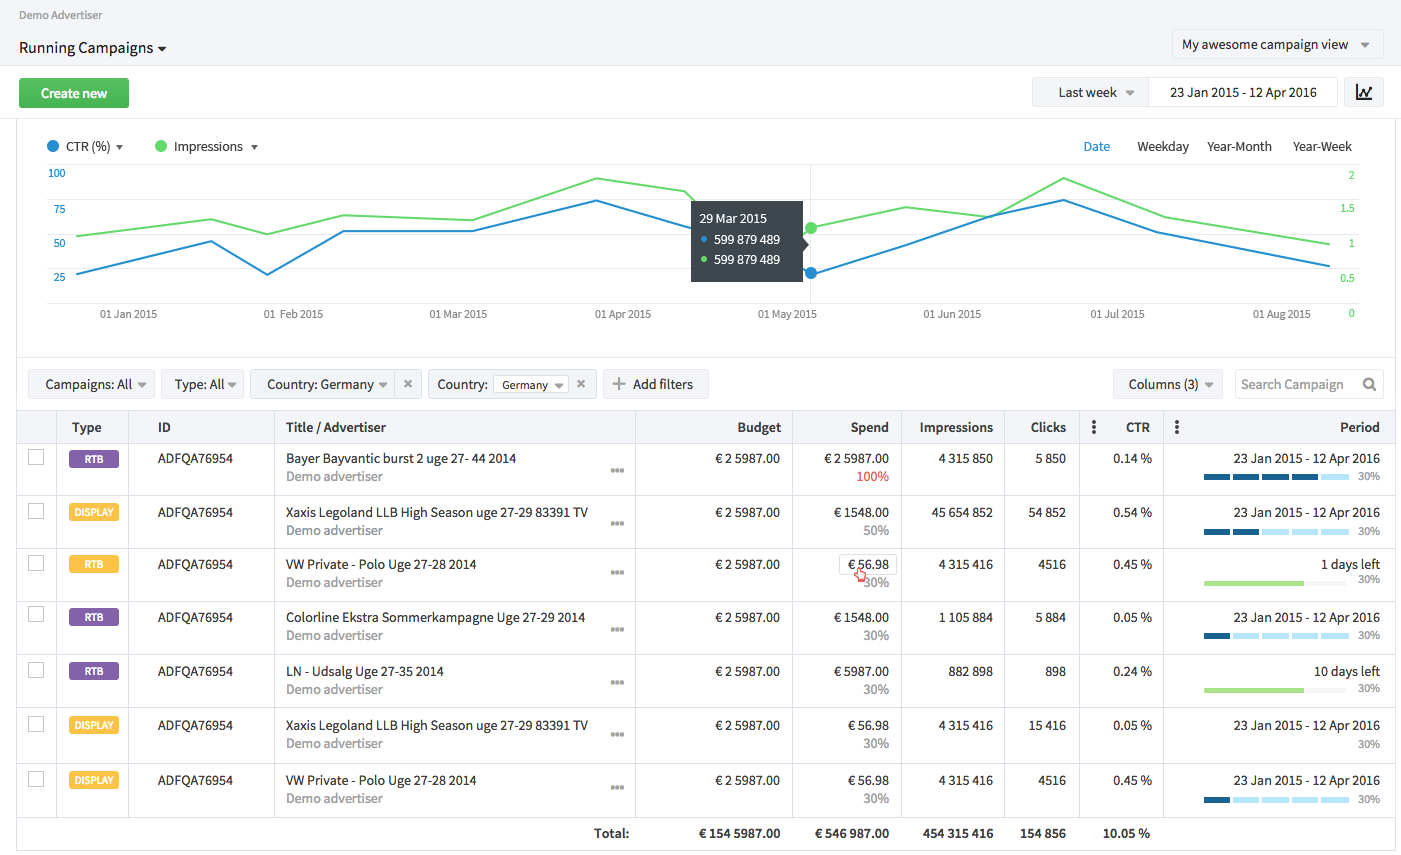 Demo Advertiser
Running Campaigns
My awesome campaign view
Create new
Last week
23 Jan 2015 - 12 Apr 2016
CTR (%)
Impressions
Date
Weekday
Year-Month
Year-Week
100
75
50
25
2
1.5
1
0.5
0
29 Mar 2015
599 879 489
599 879 489
01 Jan 2015
01 Feb 2015
01 Mar 2015
01 Apr 2015
01 May 2015
01 Jun 2015
01 Jul 2015
01 Aug 2015
Campaigns: All
Type: All
Country: Germany
Country:
Germany
Add filters
Columns (3)
Search Campaign
Type ID Title / Advertiser Budget Spend Impressions Clicks CTR Period
RTB ADFQA76954 Bayer Bayvantic burst 2 uge 27- 44 2014 € 2 5987.00 € 2 5987.00 4 315 850 5 850 0.14 % 23 Jan 2015 - 12 Apr 2016
Demo advertiser 100% 30%
DISPLAY ADFQA76954 Xaxis Legoland LLB High Season uge 27-29 83391 TV € 2 5987.00 € 1548.00 45 654 852 54 852 0.54 % 23 Jan 2015 - 12 Apr 2016
Demo advertiser 50% 30%
RTB ADFQA76954 VW Private - Polo Uge 27-28 2014 € 2 5987.00 € 56.98 4 315 416 4516 0.45 % 1 days left
Demo advertiser 30% 30%
RTB ADFQA76954 Colorline Ekstra Sommerkampagne Uge 27-29 2014 € 2 5987.00 € 1548.00 1 105 884 5 884 0.05 % 23 Jan 2015 - 12 Apr 2016
Demo advertiser 30% 30%
RTB ADFQA76954 LN - Udsalg Uge 27-35 2014 € 2 5987.00 € 5987.00 882 898 898 0.24 % 10 days left
Demo advertiser 30% 30%
DISPLAY ADFQA76954 Xaxis Legoland LLB High Season uge 27-29 83391 TV € 2 5987.00 € 56.98 4 315 416 15 416 0.05 % 23 Jan 2015 - 12 Apr 2016
Demo advertiser 30% 30%
DISPLAY ADFQA76954 VW Private - Polo Uge 27-28 2014 € 2 5987.00 € 56.98 4 315 416 4516 0.45 % 23 Jan 2015 - 12 Apr 2016
Demo advertiser 30% 30%
Total: € 154 5987.00 € 546 987.00 454 315 416 154 856 10.05 %